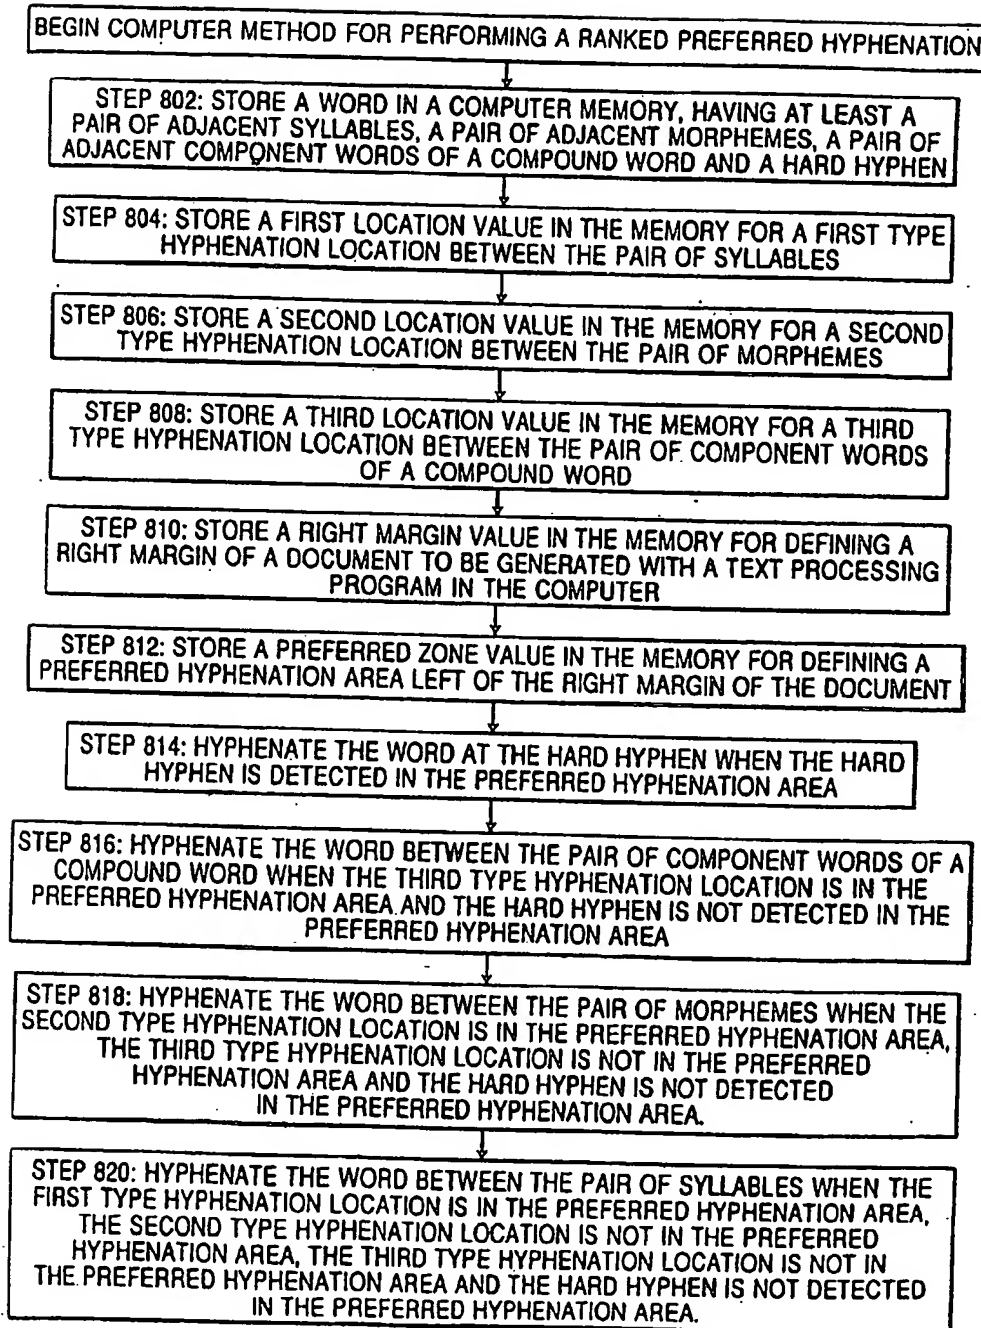 BEGIN COMPUTER METHOD FOR PERFORMING A RANKED PREFERRED HYPHENATION
STEP 802: STORE A WORD IN A COMPUTER MEMORY, HAVING AT LEAST A
PAIR OF ADJACENT SYLLABLES, A PAIR OF ADJACENT MORPHEMES, A PAIR OF
ADJACENT COMPONENT WORDS OF A COMPOUND WORD AND A HARD HYPHEN
STEP 804: STORE A FIRST LOCATION VALUE IN THE MEMORY FOR A FIRST TYPE
HYPHENATION LOCATION BETWEEN THE PAIR OF SYLLABLES
STEP 806: STORE A SECOND LOCATION VALUE IN THE MEMORY FOR A SECOND
TYPE HYPHENATION LOCATION BETWEEN THE PAIR OF MORPHEMES
STEP 808: STORE A THIRD LOCATION VALUE IN THE MEMORY FOR A THIRD
TYPE HYPHENATION LOCATION BETWEEN THE PAIR OF COMPONENT WORDS
OF A COMPOUND WORD
STEP 810: STORE A RIGHT MARGIN VALUE IN THE MEMORY FOR DEFINING A
RIGHT MARGIN OF A DOCUMENT TO BE GENERATED WITH A TEXT PROCESSING
PROGRAM IN THE COMPUTER
STEP 812: STORE A PREFERRED ZONE VALUE IN THE MEMORY FOR DEFINING A
PREFERRED HYPHENATION AREA LEFT OF THE RIGHT MARGIN OF THE DOCUMENT
STEP 814: HYPHENATE THE WORD AT THE HARD HYPHEN WHEN THE HARD
HYPHEN IS DETECTED IN THE PREFERRED HYPHENATION AREA
STEP 816: HYPHENATE THE WORD BETWEEN THE PAIR OF COMPONENT WORDS OF A
COMPOUND WORD WHEN THE THIRD TYPE HYPHENATION LOCATION IS IN THE
PREFERRED HYPHENATION AREA AND THE HARD HYPHEN IS NOT DETECTED IN THE
PREFERRED HYPHENATION AREA
STEP 818: HYPHENATE THE WORD BETWEEN THE PAIR OF MORPHEMES WHEN THE
SECOND TYPE HYPHENATION LOCATION IS IN THE PREFERRED HYPHENATION AREA,
THE THIRD TYPE HYPHENATION LOCATION IS NOT IN THE PREFERRED
HYPHENATION AREA AND THE HARD HYPHEN IS NOT DETECTED
IN THE PREFERRED HYPHENATION AREA.
STEP 820: HYPHENATE THE WORD BETWEEN THE PAIR OF SYLLABLES WHEN THE
FIRST TYPE HYPHENATION LOCATION IS IN THE PREFERRED HYPHENATION AREA,
THE SECOND TYPE HYPHENATION LOCATION IS NOT IN THE PREFERRED
HYPHENATION AREA, THE THIRD TYPE HYPHENATION LOCATION IS NOT IN
THE PREFERRED HYPHENATION AREA AND THE HARD HYPHEN IS NOT DETECTED
IN THE PREFERRED HYPHENATION AREA.